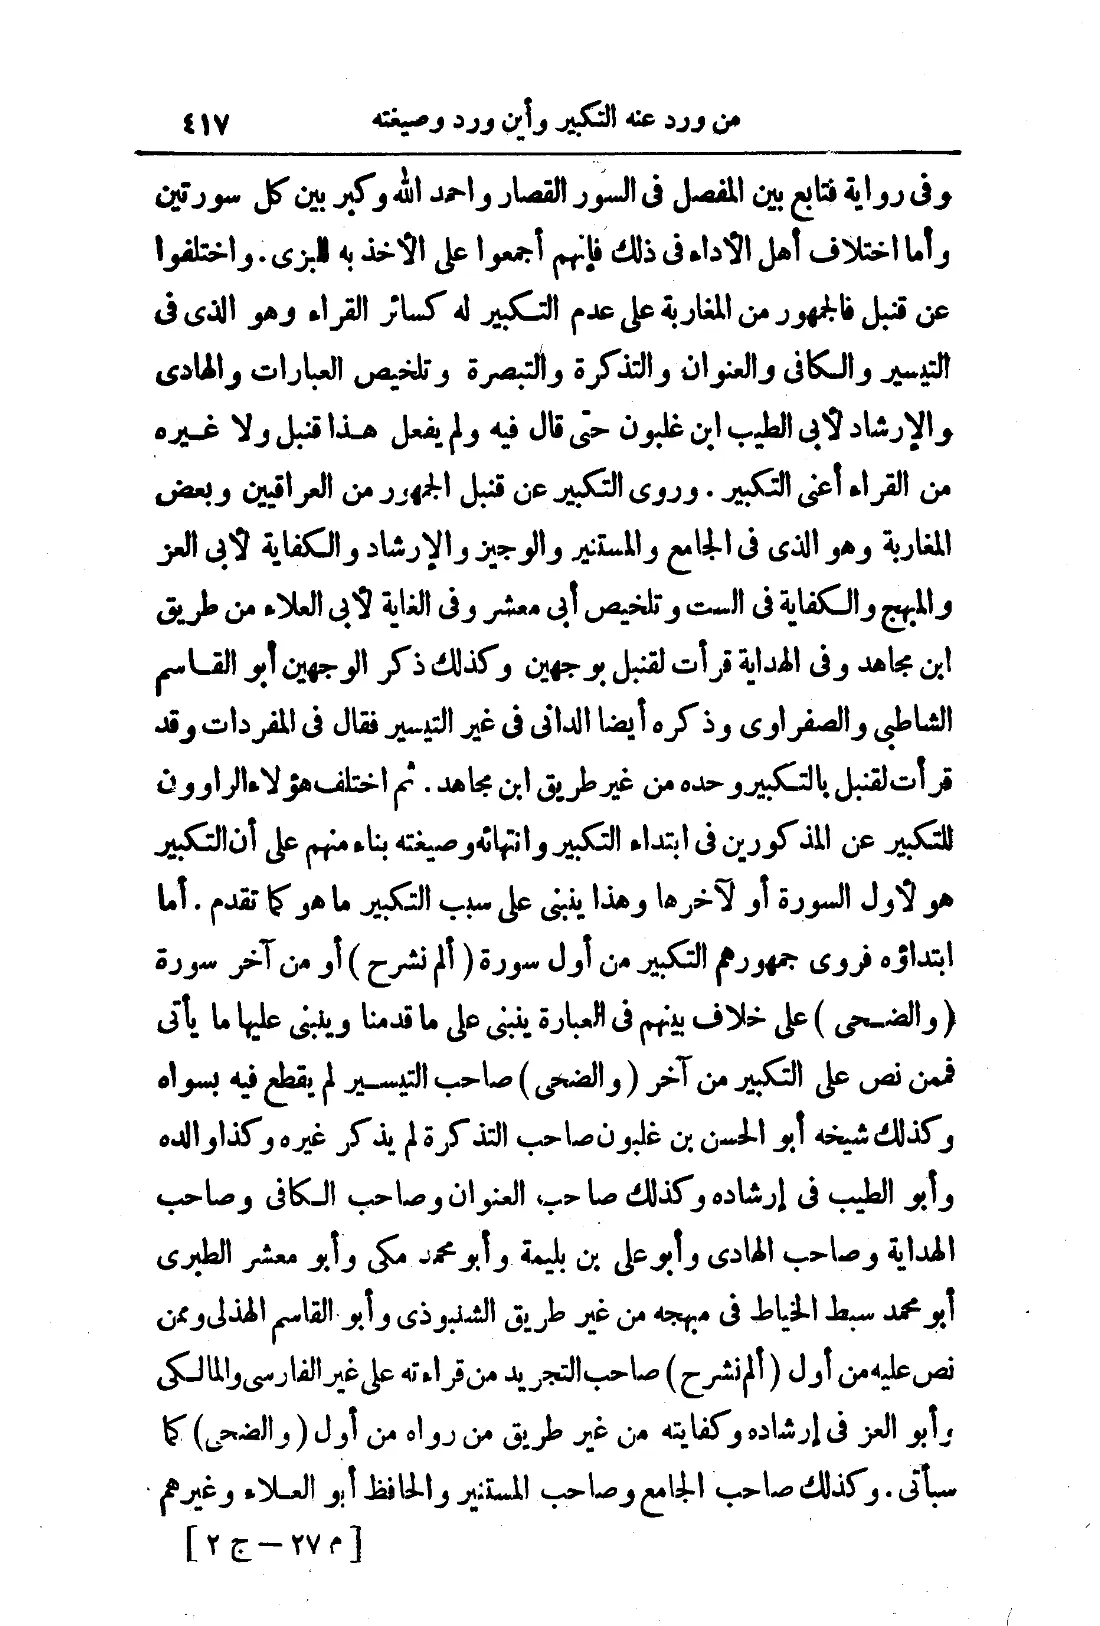 من ورد عنه التكبير وأين ورد وصيغته ٤١٧
وفى رواية فتابع بين المفصل فى السور القصار واحمد الله وكبر بين كل سورتين
وأما اختلاف أهل الأداء فى ذلك فإنهم أجمعوا على الأخذ به للبزى . واختلفوا
عن قنبل فالجمهور من المغاربة على عدم التكبير له كسائر القراء وهو الذى فى
التيسير والكافى والعنوان والتذكرة والتبصرة وتلخيص العبارات والهادى
والإرشاد لأبى الطيب ابن غلبون حتى قال فيه ولم يفعل هذا قنبل ولا غيره
من القراء أعنى التكبير . وروى التكبير عن قنبل الجمهور من العراقيين وبعض
المغاربة وهو الذى فى الجامع والمستنير والوجيز والإرشاد والكفاية لأبى العز
والمبهج والكفاية فى الست وتلخيص أبى معشر وفى الغاية لأبى العلاء من طريق
ابن مجاهد وفى الهداية قرأت لقنبل بوجهين وكذلك ذكر الوجهين أبو القاسم
الشاطبى والصفراوى وذكره أيضا الدانى فى غير التيسير فقال فى المفردات وقد
قرأت لقنبل بالتكبير وحده من غير طريق ابن مجاهد . ثم اختلف هؤلاء الراوون
للتكبير عن المذكورين فى ابتداء التكبير وانتهائه وصيغته بناء منهم على أن التكبير
هو لأول السورة أو لآخرها وهذا ينبنى على سبب التكبير ما هو كما تقدم . أما
ابتداؤه فروى جمهورهم التكبير من أول سورة ( ألم نشرح ) أو من آخر سورة
( والضحى ) على خلاف بينهم فى العبارة ينبنى على ما قدمنا وينبنى عليها ما يأتى
فممن نص على التكبير من آخر ( والضحى ) صاحب التيسير لم يقطع فيه بسواه
وكذلك شيخه أبو الحسن بن غلبون صاحب التذكرة لم يذكر غيره وكذا والده
وأبو الطيب فى إرشاده وكذلك صاحب العنوان وصاحب الكافى وصاحب
الهداية وصاحب الهادى وأبو على بن بليمة وأبو محمد مكى وأبو معشر الطبرى
أبو محمد سبط الخياط فى مبهجه من غير طريق الشنبوذى وأبو القاسم الهذلى وممن
نص عليه من أول ( ألم نشرح ) صاحب التجريد من قراءته على غير الفارسى والمالكى
وأبو العز فى إرشاده وكفايته من غير طريق من رواه من أول ( والضحى ) كما
سيأتى . وكذلك صاحب الجامع وصاحب المستنير والحافظ أبو العلاء وغيرهم
[ م ٢٧ — ج ٢ ]